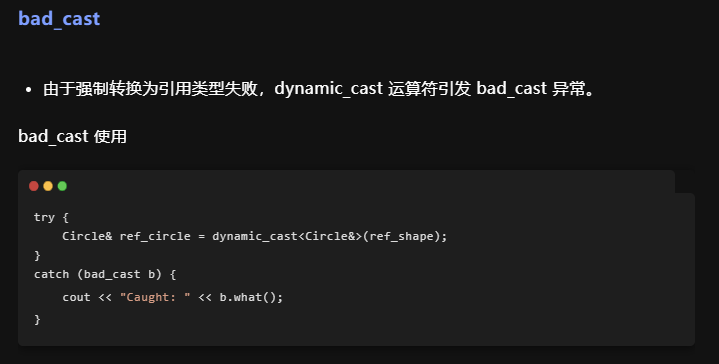 bad_cast
• 由于强制转换为引用类型失败，dynamic_cast 运算符引发 bad_cast 异常。
bad_cast 使用
try {
    Circle& ref_circle = dynamic_cast<Circle&>(ref_shape);
}
catch (bad_cast b) {
    cout << "Caught: " << b.what();
}